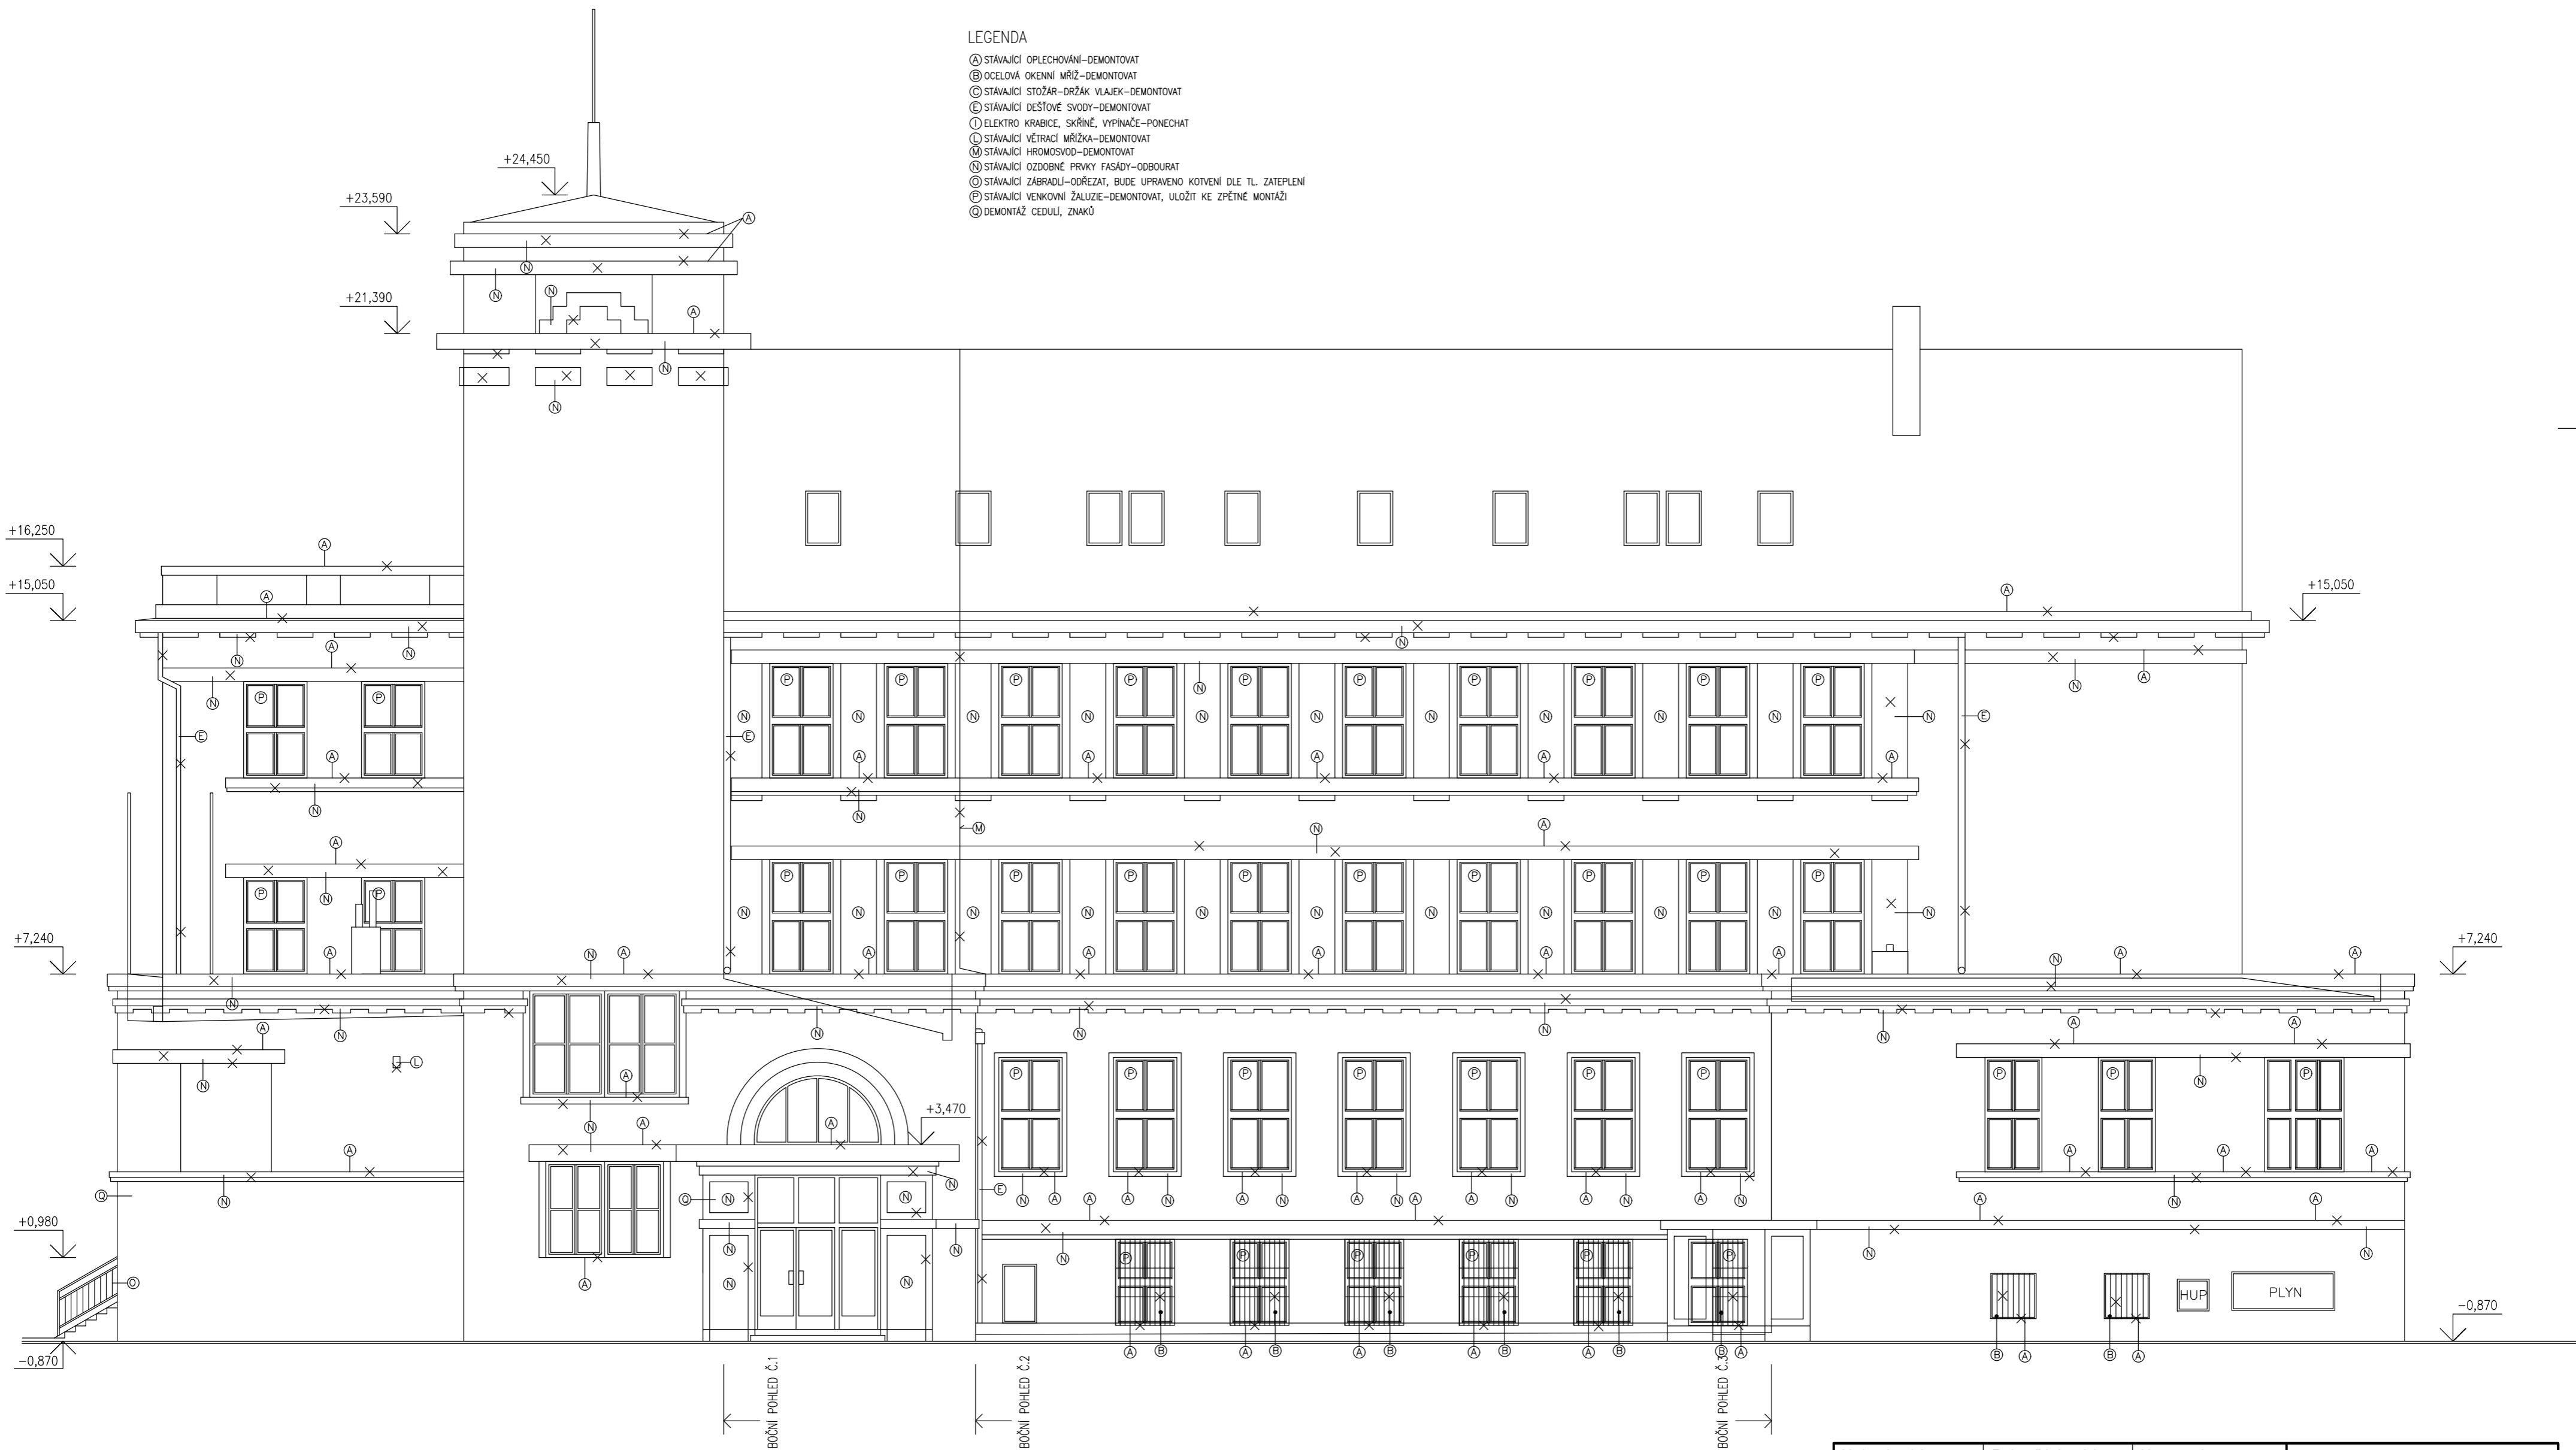 LEGENDA
Ⓐ STÁVAJÍCÍ OPLECHOVÁNÍ-DEMONTOVAT
Ⓑ OCELOVÁ OKENNÍ MŘÍŽ-DEMONTOVAT
Ⓒ STÁVAJÍCÍ STOŽÁR-DRŽÁK VLAJEK-DEMONTOVAT
Ⓔ STÁVAJÍCÍ DEŠŤOVÉ SVODY-DEMONTOVAT
Ⓘ ELEKTRO KRABICE, SKŘÍNĚ, VYPÍNAČE-PONECHAT
Ⓛ STÁVAJÍCÍ VĚTRACÍ MŘÍŽKA-DEMONTOVAT
Ⓜ STÁVAJÍCÍ HROMOSVOD-DEMONTOVAT
Ⓝ STÁVAJÍCÍ OZDOBNÉ PRVKY FASÁDY-ODBOURAT
Ⓞ STÁVAJÍCÍ ZÁBRADLÍ-ODŘEZAT, BUDE UPRAVENO KOTVENÍ DLE TL. ZATEPLENÍ
Ⓟ STÁVAJÍCÍ VENKOVNÍ ŽALUZIE-DEMONTOVAT, ULOŽIT KE ZPĚTNÉ MONTÁŽI
Ⓠ DEMONTÁŽ CEDULÍ, ZNAKŮ
+24,450
+23,590
+21,390
+16,250
+15,050
+15,050
+7,240
+7,240
+3,470
+0,980
HUP
PLYN
-0,870
-0,870
BOČNÍ POHLED Č.1
BOČNÍ POHLED Č.2
BOČNÍ POHLED Č.3